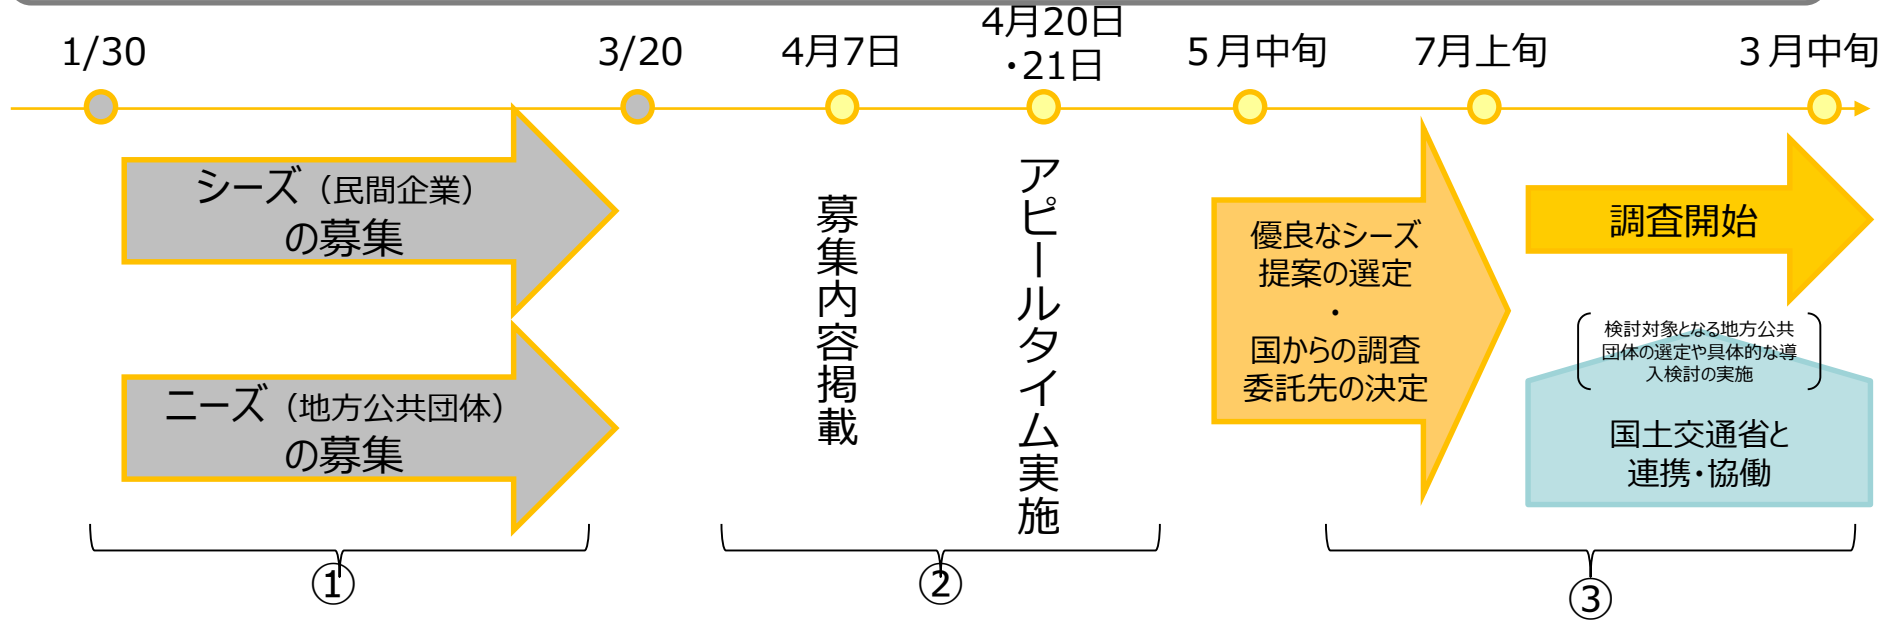 1/30
3/20
4月7日
4月20日
・21日
５月中旬
7月上旬
３月中旬
シーズ（民間企業）
の募集
ニーズ（地方公共団体）
の募集
募集内容掲載
アピールタイム実施
優良なシーズ
提案の選定
・
国からの調査
委託先の決定
調査開始
検討対象となる地方公共
団体の選定や具体的な導
入検討の実施
国土交通省と
連携・協働
①
②
③